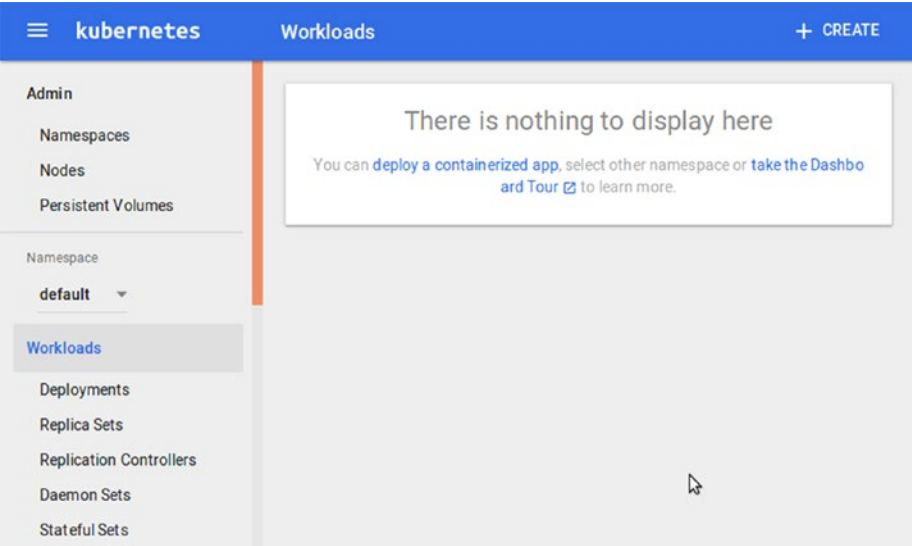 kubernetes
Workloads
+ CREATE
Admin
Namespaces
Nodes
Persistent Volumes
Namespace
default
Workloads
Deployments
Replica Sets
Replication Controllers
Daemon Sets
Stateful Sets
There is nothing to display here
You can deploy a containerized app, select other namespace or take the Dashbo
ard Tour to learn more.